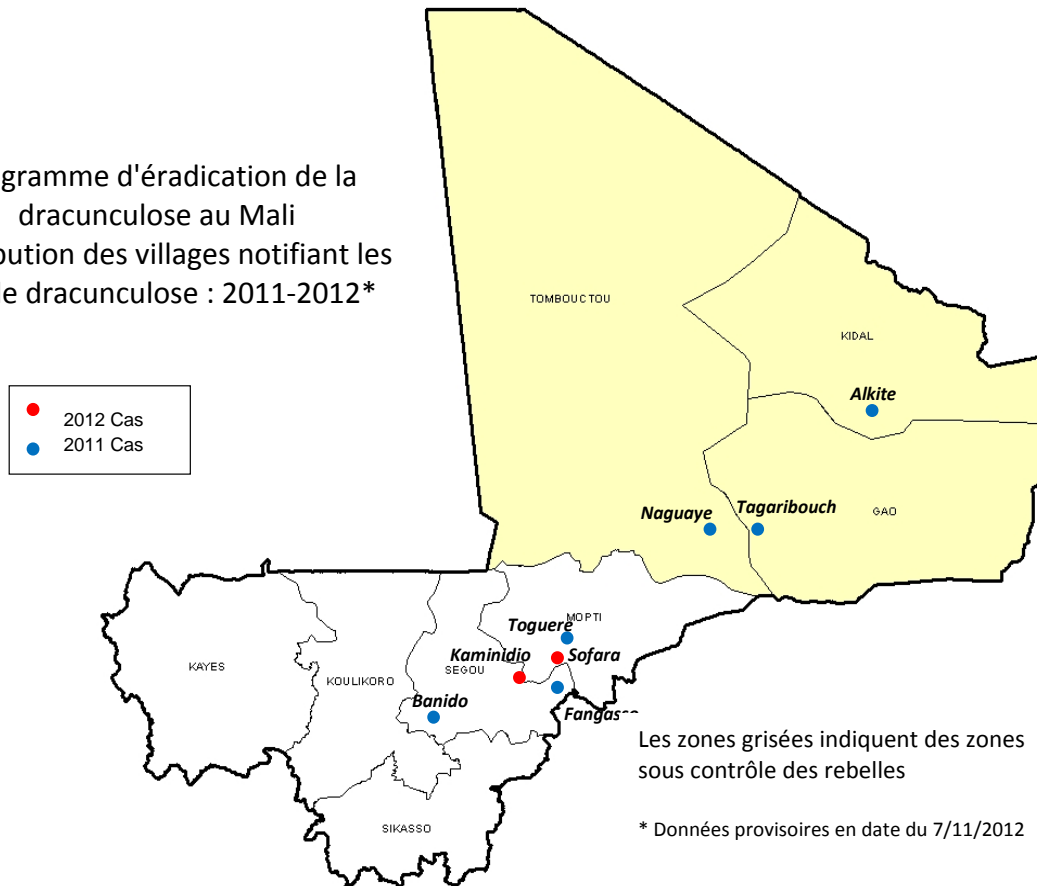 gramme d'éradication de la
dracunculose au Mali
bution des villages notifiant les
le dracunculose : 2011-2012*
2012 Cas
2011 Cas
TOMBOUCTOU
KIDAL
Alkite
Naguaye
Tagaribouch
GAO
MOPTI
Toguere
Kaminidio
Sofara
SEGOU
KAYES
KOULIKORO
Banido
Fangasso
SIKASSO
Les zones grisées indiquent des zones
sous contrôle des rebelles
* Données provisoires en date du 7/11/2012